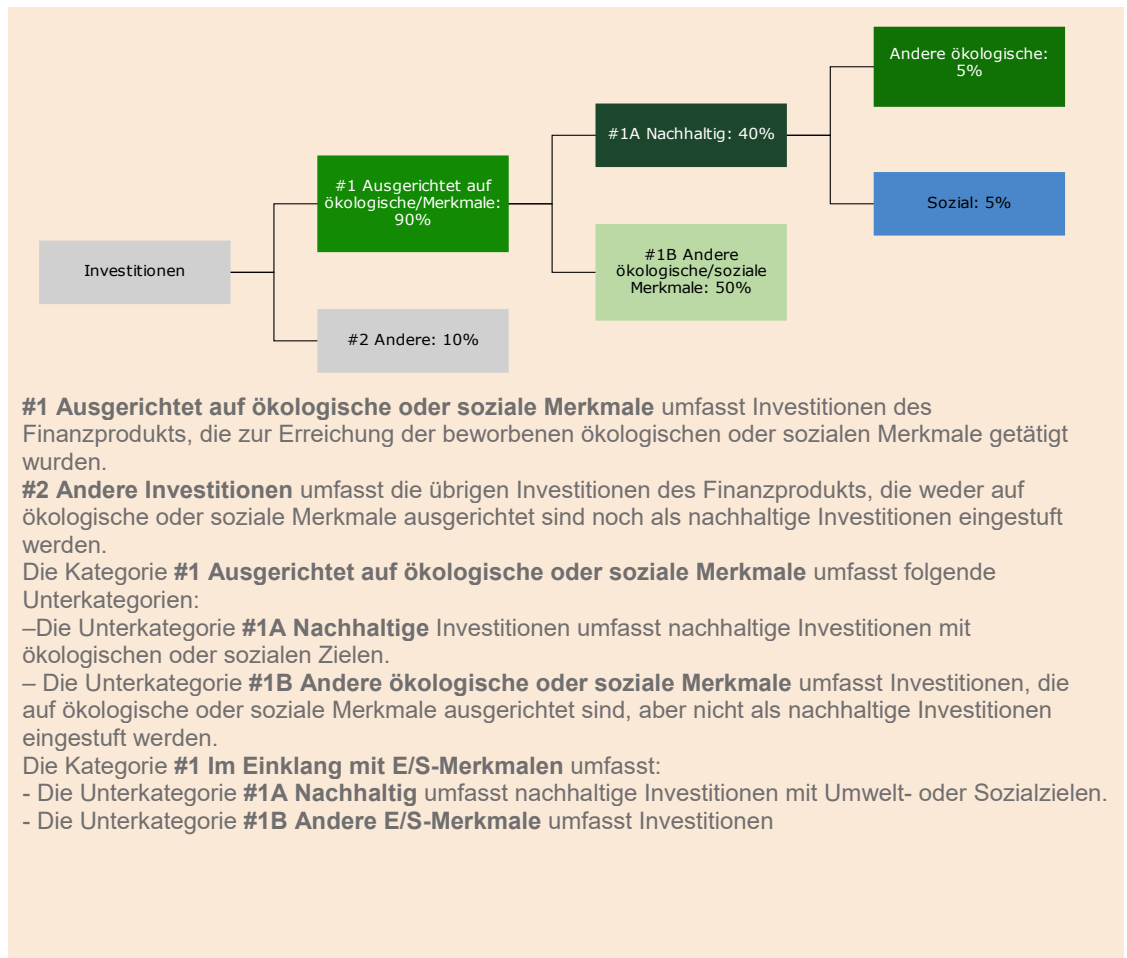 Andere ökologische:
5%
#1A Nachhaltig: 40%
#1 Ausgerichtet auf
ökologische/Merkmale:
90%
Sozial: 5%
#1B Andere
ökologische/soziale
Merkmale: 50%
Investitionen
#2 Andere: 10%
#1 Ausgerichtet auf ökologische oder soziale Merkmale umfasst Investitionen des
Finanzprodukts, die zur Erreichung der beworbenen ökologischen oder sozialen Merkmale getätigt
wurden.
#2 Andere Investitionen umfasst die übrigen Investitionen des Finanzprodukts, die weder auf
ökologische oder soziale Merkmale ausgerichtet sind noch als nachhaltige Investitionen eingestuft
werden.
Die Kategorie #1 Ausgerichtet auf ökologische oder soziale Merkmale umfasst folgende
Unterkategorien:
–Die Unterkategorie #1A Nachhaltige Investitionen umfasst nachhaltige Investitionen mit
ökologischen oder sozialen Zielen.
– Die Unterkategorie #1B Andere ökologische oder soziale Merkmale umfasst Investitionen, die
auf ökologische oder soziale Merkmale ausgerichtet sind, aber nicht als nachhaltige Investitionen
eingestuft werden.
Die Kategorie #1 Im Einklang mit E/S-Merkmalen umfasst:
- Die Unterkategorie #1A Nachhaltig umfasst nachhaltige Investitionen mit Umwelt- oder Sozialzielen.
- Die Unterkategorie #1B Andere E/S-Merkmale umfasst Investitionen